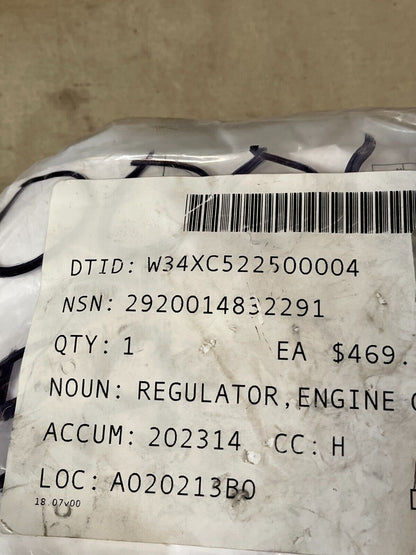 DTID: W34XC522500004
NSN: 2920014832291
QTY: 1 EA $469.
NOUN: REGULATOR,ENGINE
ACCUM: 202314 CC: H
LOC: A020213B0
18.07v00